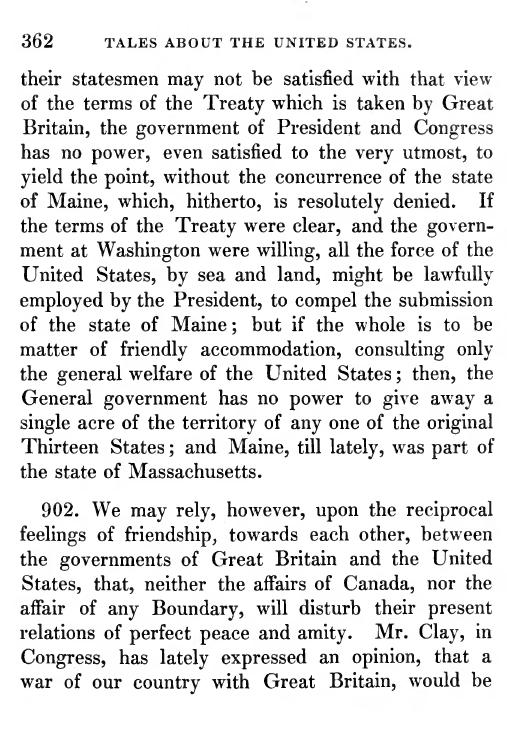 362 TALES ABOUT THE UNITED STATES.
their statesmen may not be satisfied with that view
of the terms of the Treaty which is taken by Great
Britain, the government of President and Congress
has no power, even satisfied to the very utmost, to
yield the point, without the concurrence of the state
of Maine, which, hitherto, is resolutely denied. If
the terms of the Treaty were clear, and the govern-
ment at Washington were willing, all the force of the
United States, by sea and land, might be lawfully
employed by the President, to compel the submission
of the state of Maine; but if the whole is to be
matter of friendly accommodation, consulting only
the general welfare of the United States; then, the
General government has no power to give away a
single acre of the territory of any one of the original
Thirteen States; and Maine, till lately, was part of
the state of Massachusetts.
902. We may rely, however, upon the reciprocal
feelings of friendship, towards each other, between
the governments of Great Britain and the United
States, that, neither the affairs of Canada, nor the
affair of any Boundary, will disturb their present
relations of perfect peace and amity. Mr. Clay, in
Congress, has lately expressed an opinion, that a
war of our country with Great Britain, would be